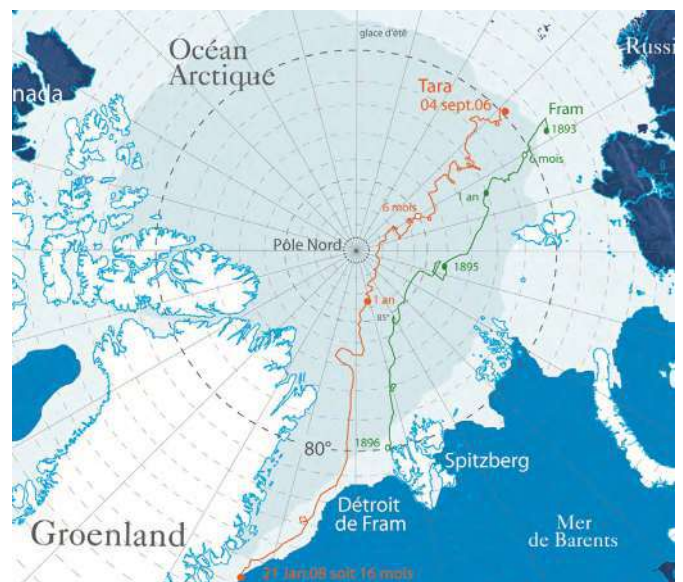 glace d'été
Océan
Arctique
Russi
nada
Tara
04 sept.06
Fram
1893
6 mois
1 an
6 mois
Pôle Nord
1895
1 an
85°
1896
80°
Spitzberg
Détroit
de Fram
Groenland
Mer
de Barents
21 Jan.08 soit 16 mois